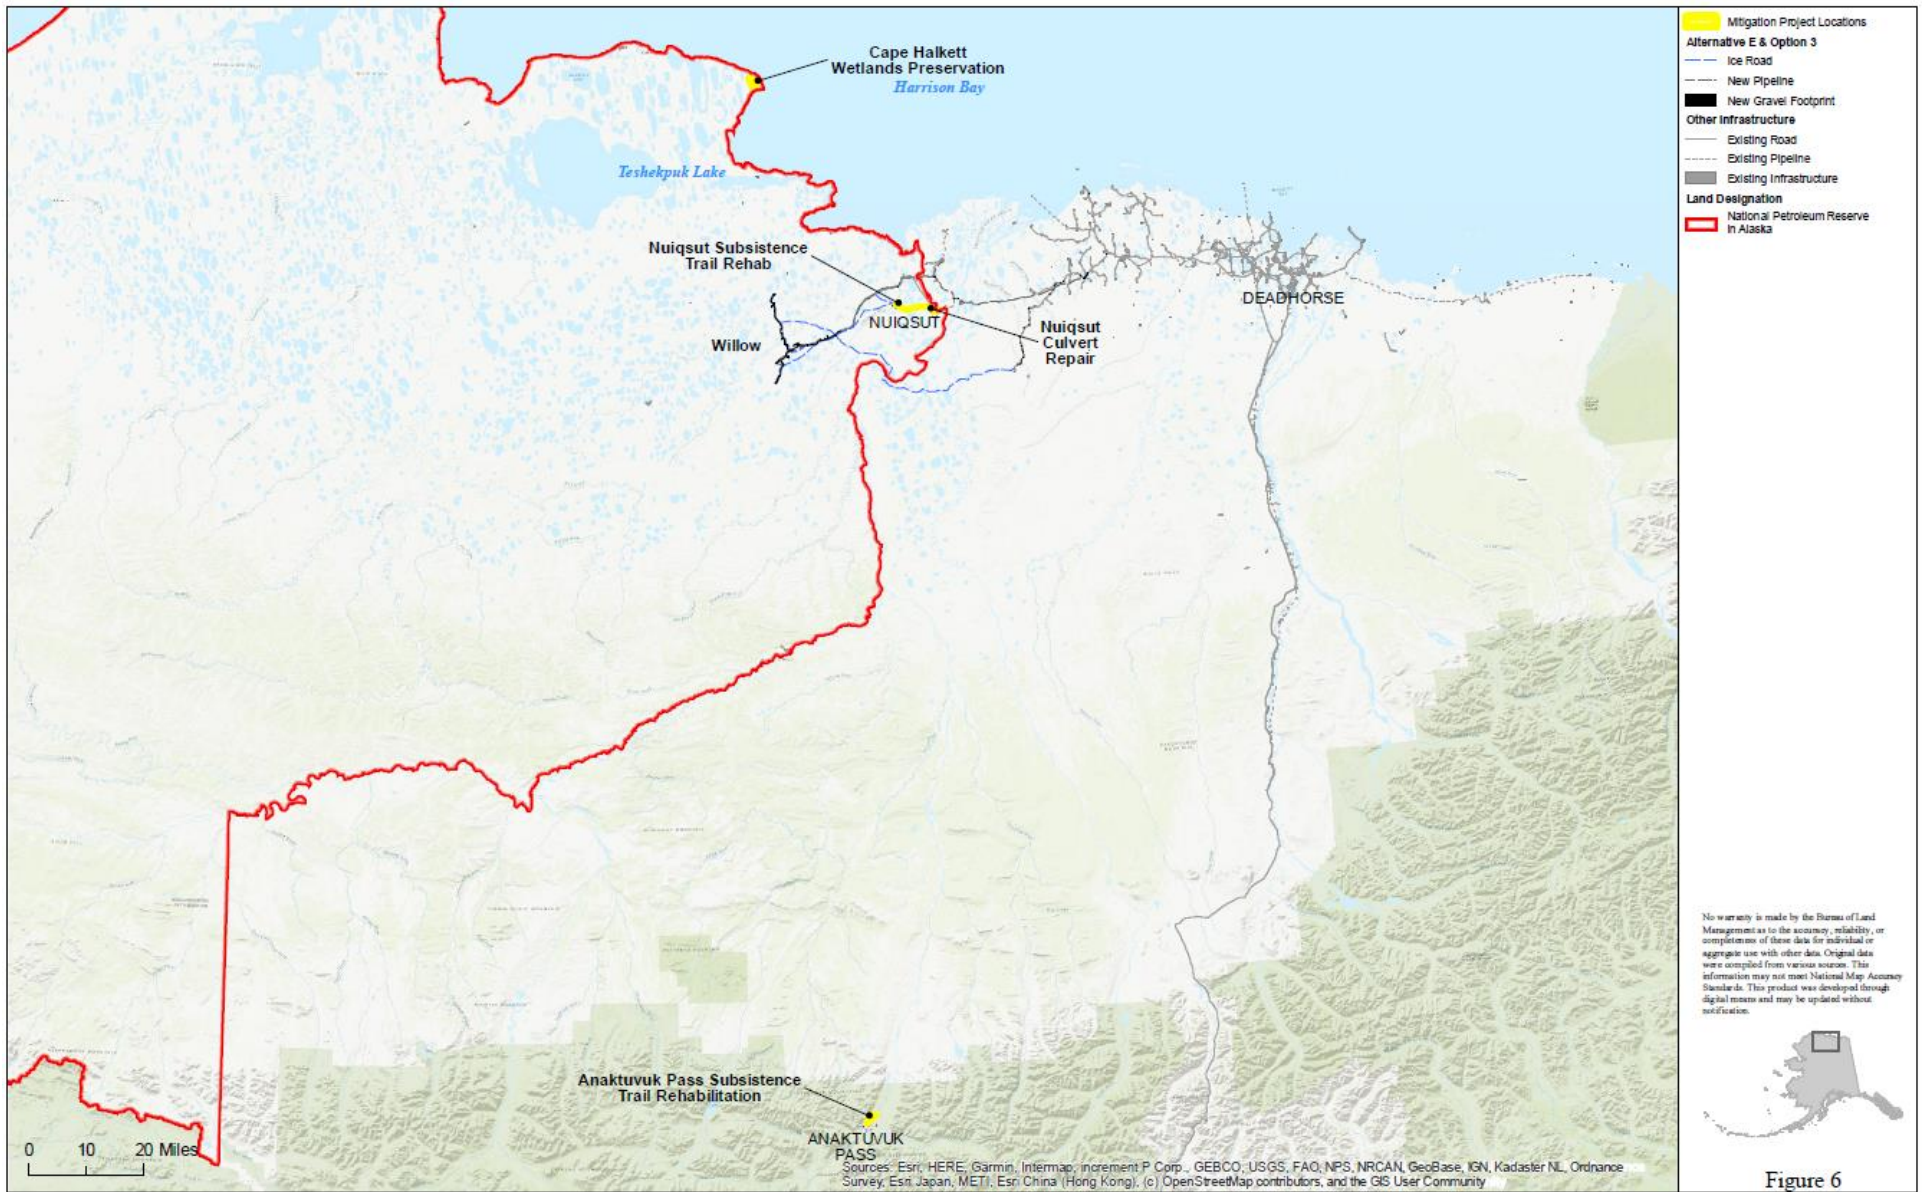 Cape Halkett
Wetlands Preservation
Harrison Bay
Teshekpuk Lake
Nuiqsut Subsistence
Trail Rehab
NUIQSUT
Willow
Nuiqsut
Culvert
Repair
DEADHORSE
Anaktuvuk Pass Subsistence
Trail Rehabilitation
ANAKTUVUK
PASS
0 10 20 Miles
Sources: Esri, HERE, Garmin, Intermap, increment P Corp., GEBCO, USGS, FAO, NPS, NRCAN, GeoBase, IGN, Kadaster NL, Ordnance
Survey, Esri Japan, METI, Esri China (Hong Kong), (c) OpenStreetMap contributors, and the GIS User Community
Mitigation Project Locations
Alternative E & Option 3
Ice Road
New Pipeline
New Gravel Footprint
Other Infrastructure
Existing Road
Existing Pipeline
Existing Infrastructure
Land Designation
National Petroleum Reserve
in Alaska
No warranty is made by the Bureau of Land
Management as to the accuracy, reliability, or
completeness of these data for individual or
aggregate use with other data. Original data
were compiled from various sources. This
information may not meet National Map Accuracy
Standards. This product was developed through
digital means and may be updated without
notification.
Figure 6